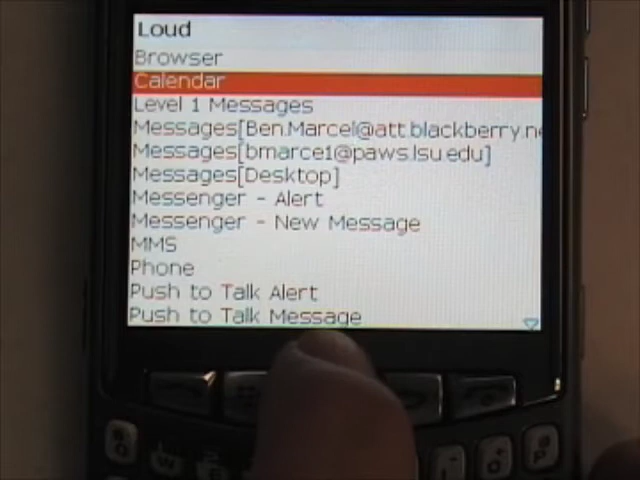 Loud
Browser
Calendar
Level 1 Messages
Messages[Ben.Marcel@att.blackberry.ne
Messages[bmarce1@paws.lsu.edu]
Messages[Desktop]
Messenger - Alert
Messenger - New Message
MMS
Phone
Push to Talk Alert
Push to Talk Message